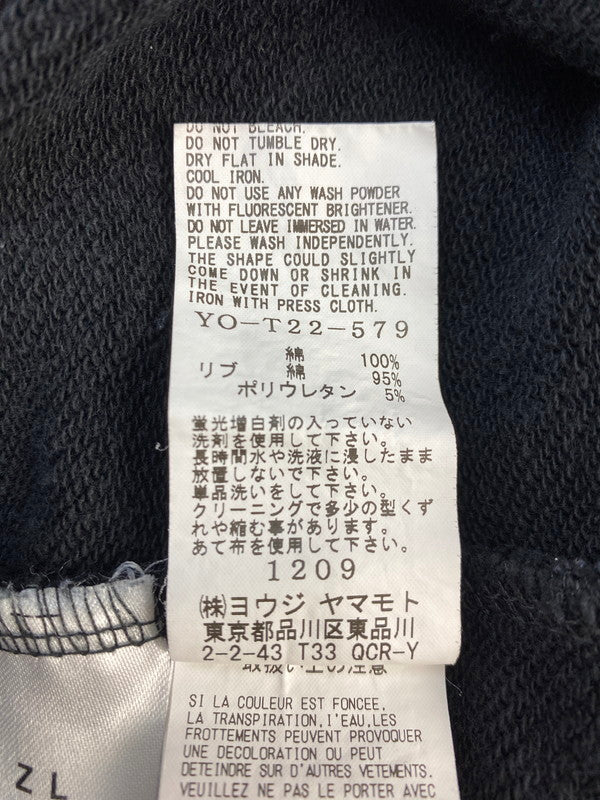 DO NOT BLEACH.
DO NOT TUMBLE DRY.
DRY FLAT IN SHADE.
COOL IRON.
DO NOT USE ANY WASH POWDER
WITH FLUORESCENT BRIGHTENER.
DO NOT LEAVE IMMERSED IN WATER.
PLEASE WASH INDEPENDENTLY.
THE SHAPE COULD SLIGHTLY
COME DOWN OR SHRINK IN
THE EVENT OF CLEANING.
IRON WITH PRESS CLOTH.
YO-T22-579
綿 100%
リブ 綿 95%
ポリウレタン 5%
蛍光増白剤の入っていない
洗剤を使用して下さい。
長時間水や洗液に浸したまま
放置しないで下さい。
単品洗いをして下さい。
クリーニングで多少の型くず
れや縮む事があります。
あて布を使用して下さい。
1209
(株)ヨウジ ヤマモト
東京都品川区東品川
2-2-43 T33 QCR-Y
取扱い上の注意
SI LA COULEUR EST FONCEE,
LA TRANSPIRATION,I'EAU,LES
FROTTEMENTS PEUVENT PROVOQUER
UNE DECOLORATION OU PEUT
DETEINDRE SUR D'AUTRES VETEMENTS.
VEUILLEZ NE PAS LE PORTER AVEC
Z L